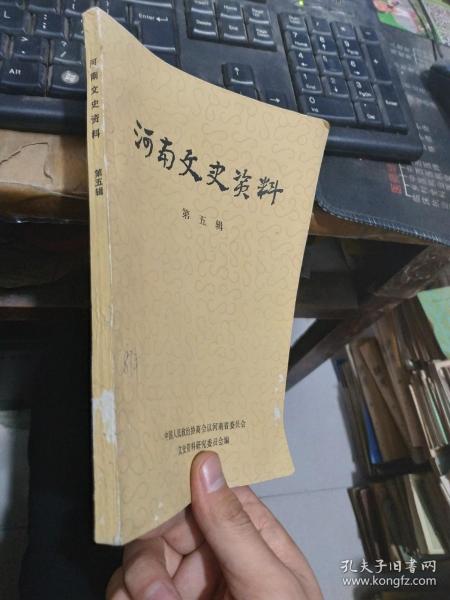 河南文史资料
第五辑
河南文史资料
第五辑
中国人民政治协商会议河南省委员会
文史资料研究委员会编
孔夫子旧书网
www.kongfz.com